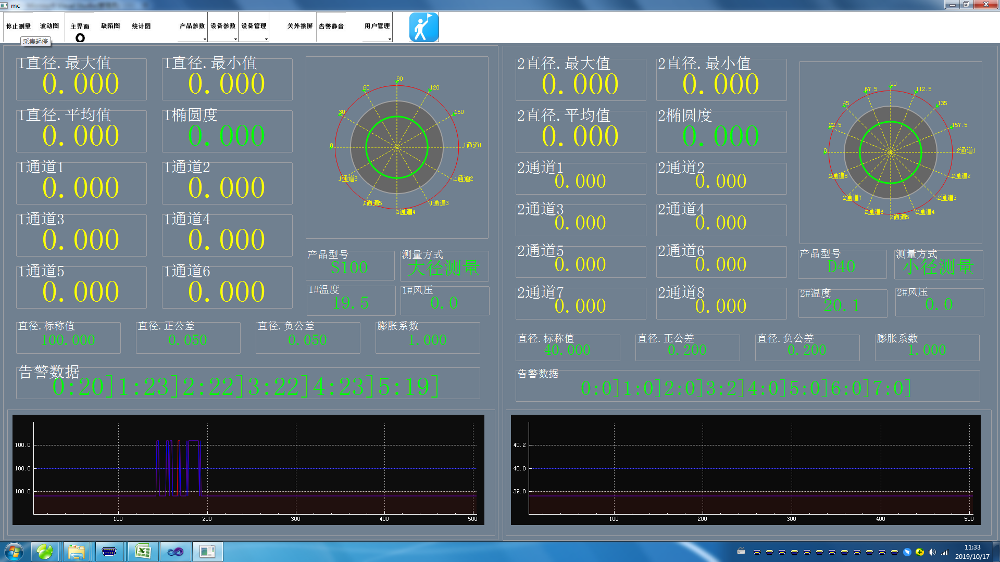 mc
停止测量 波动图 主界面 缺陷图 统计图 产品参数 设备参数 设备管理 关外接屏 告警静音 用户管理
采集起停
1直径.最大值
0.000
1直径.最小值
0.000
1直径.平均值
0.000
1椭圆度
0.000
1通道1
0.000
1通道2
0.000
1通道3
0.000
1通道4
0.000
1通道5
0.000
1通道6
0.000
90
60
120
30
150
0
1通道1
1通道6
1通道2
1通道5
1通道3
1通道4
产品型号
S100
测量方式
大径测量
1#温度
19.5
1#风压
0.0
直径.标称值
100.000
直径.正公差
0.050
直径.负公差
0.050
膨胀系数
1.000
告警数据
0:20]1:23]2:22]3:22]4:23]5:19]
100.0
100.0
100.0
100 200 300 400 500
2直径.最大值
0.000
2直径.最小值
0.000
2直径.平均值
0.000
2椭圆度
0.000
2通道1
0.000
2通道2
0.000
2通道3
0.000
2通道4
0.000
2通道5
0.000
2通道6
0.000
2通道7
0.000
2通道8
0.000
90
67.5
112.5
45
135
22.5
157.5
0
2通道1
2通道8
2通道2
2通道7
2通道3
2通道6
2通道5
2通道4
产品型号
D40
测量方式
小径测量
2#温度
20.1
2#风压
0.0
直径.标称值
40.000
直径.正公差
0.200
直径.负公差
0.200
膨胀系数
1.000
告警数据
0:0]1:0]2:0]3:2]4:0]5:0]6:0]7:0]
40.2
40.0
39.8
100 200 300 400 500
11:33
2019/10/17